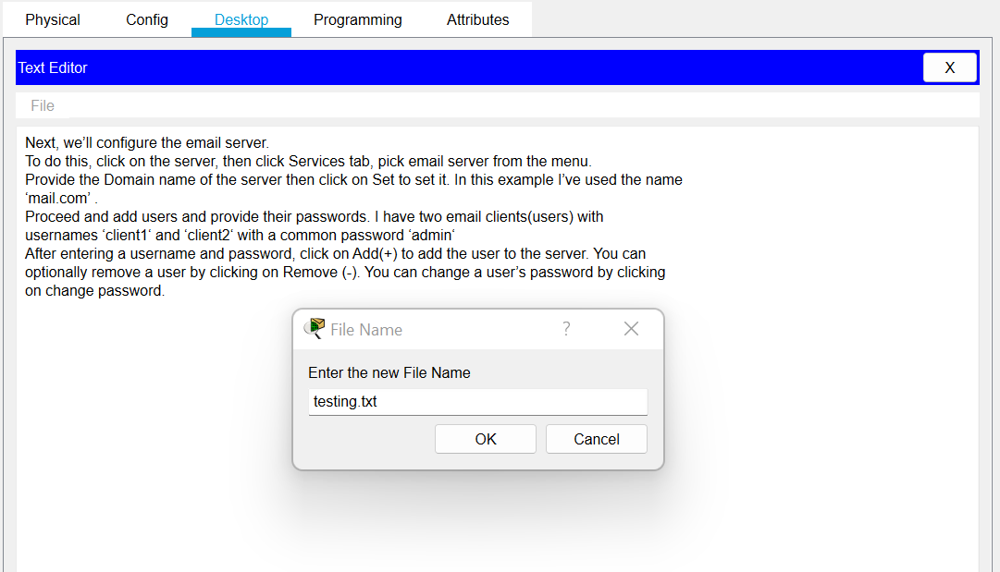 Physical Config Desktop Programming Attributes
Text Editor X
File
Next, we’ll configure the email server.
To do this, click on the server, then click Services tab, pick email server from the menu.
Provide the Domain name of the server then click on Set to set it. In this example I’ve used the name
‘mail.com’ .
Proceed and add users and provide their passwords. I have two email clients(users) with
usernames ‘client1‘ and ‘client2‘ with a common password ‘admin‘
After entering a username and password, click on Add(+) to add the user to the server. You can
optionally remove a user by clicking on Remove (-). You can change a user’s password by clicking
on change password.
File Name ?
Enter the new File Name
testing.txt
OK Cancel